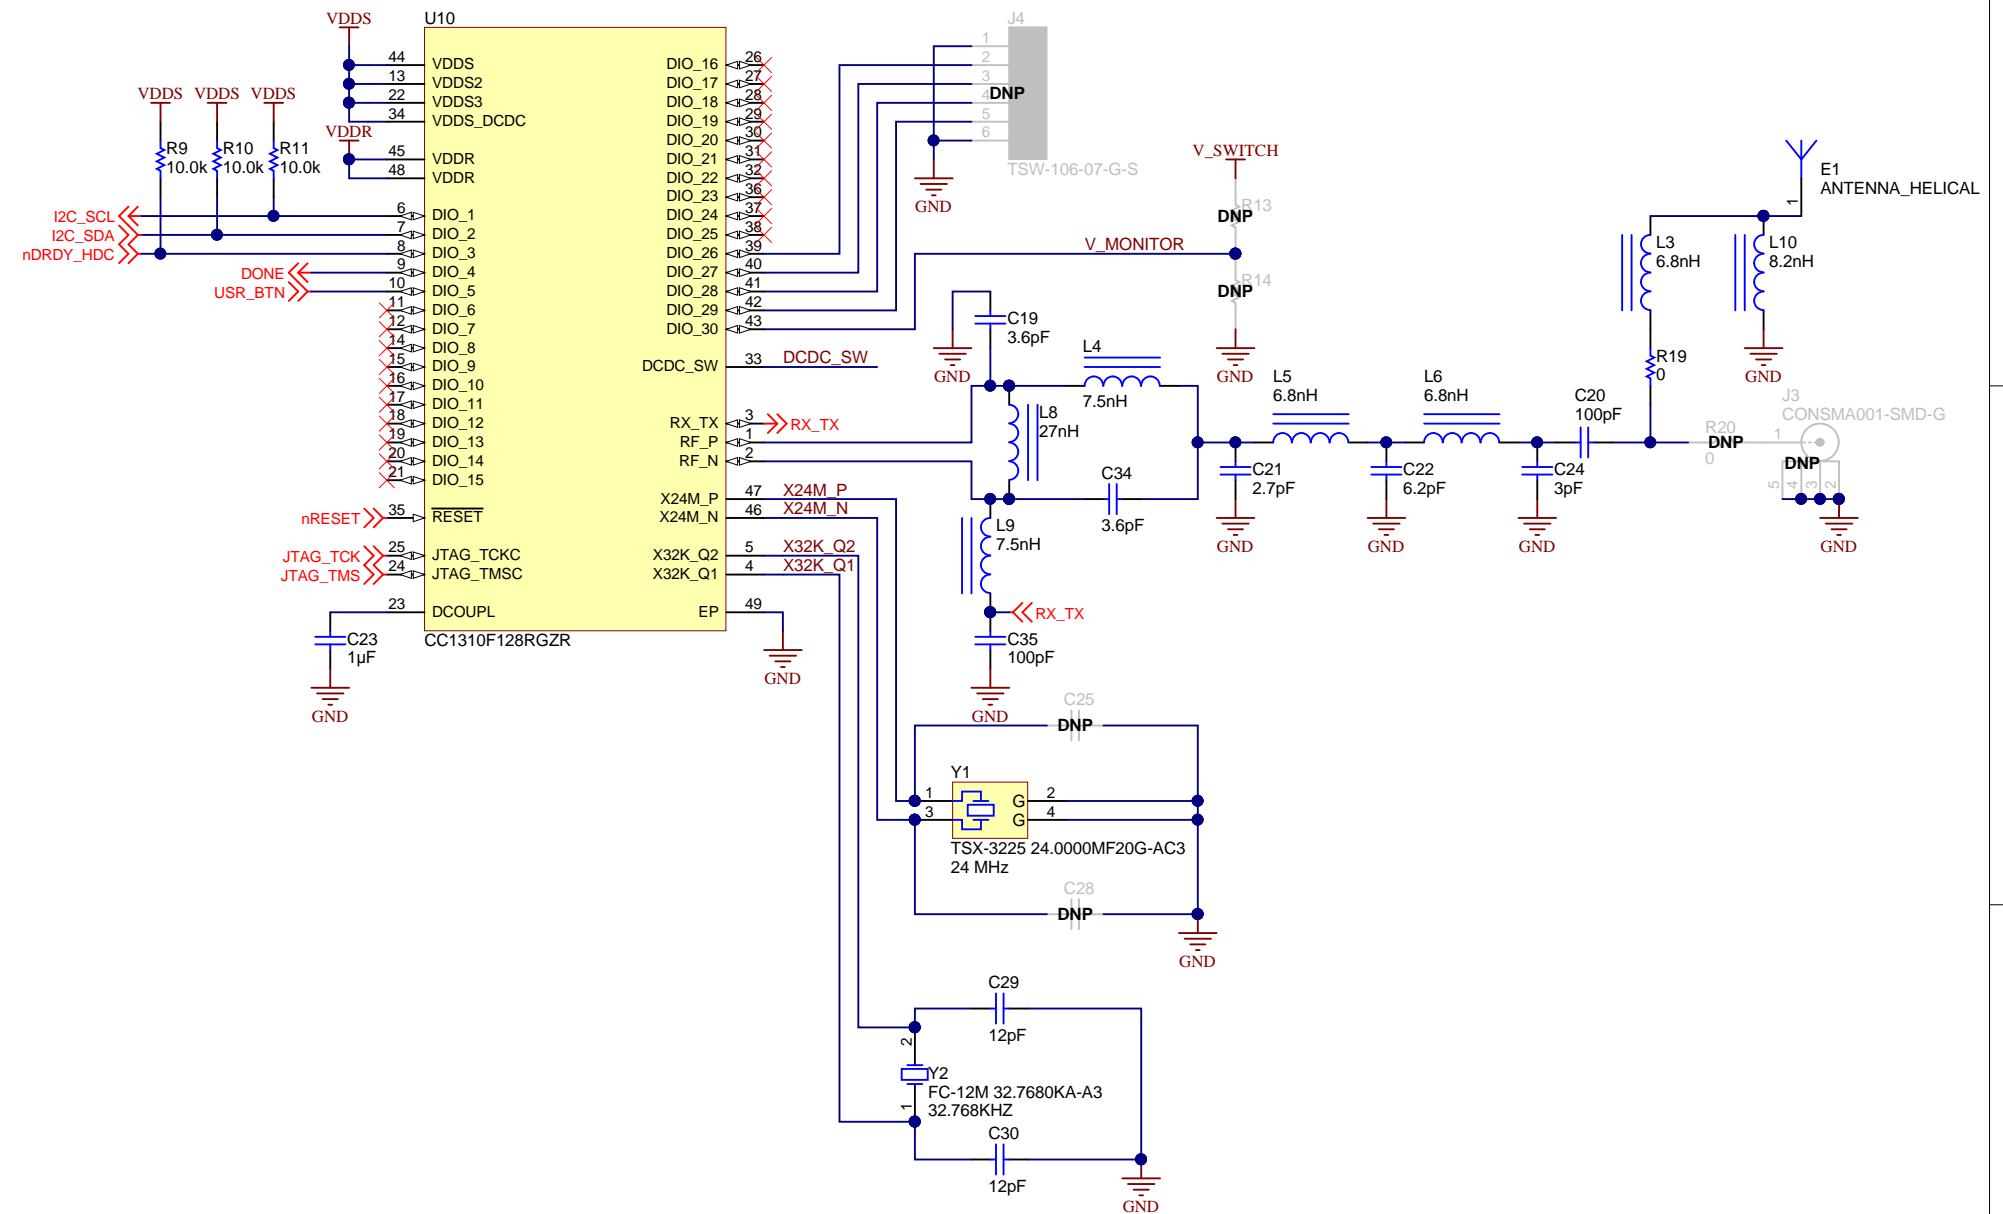 VDDS
U10
J4
44 VDDS
13 VDDS2
22 VDDS3
34 VDDS_DCDC
VDDR
45 VDDR
48 VDDR
VDDS VDDS VDDS
R9
10.0k
R10
10.0k
R11
10.0k
I2C_SCL
I2C_SDA
nDRDY_HDC
DONE
USR_BTN
6 DIO_1
7 DIO_2
8 DIO_3
9 DIO_4
10 DIO_5
11 DIO_6
12 DIO_7
14 DIO_8
15 DIO_9
16 DIO_10
17 DIO_11
18 DIO_12
19 DIO_13
20 DIO_14
21 DIO_15
nRESET 35 RESET
JTAG_TCK 25 JTAG_TCKC
JTAG_TMS 24 JTAG_TMSC
23 DCOUPL
C23
1µF
GND
CC1310F128RGZR
DIO_16 26
DIO_17 27
DIO_18 28
DIO_19 29
DIO_20 30
DIO_21 31
DIO_22 32
DIO_23 36
DIO_24 37
DIO_25 38
DIO_26 39
DIO_27 40
DIO_28 41
DIO_29 42
DIO_30 43
DCDC_SW 33 DCDC_SW
RX_TX 3 RX_TX
RF_P 1
RF_N 2
X24M_P 47 X24M_P
X24M_N 46 X24M_N
X32K_Q2 5 X32K_Q2
X32K_Q1 4 X32K_Q1
EP 49
GND
1
2
3
4
5
6
DNP
TSW-106-07-G-S
GND
V_SWITCH
R13
DNP
V_MONITOR
R14
DNP
GND
C19
3.6pF
GND
L4
7.5nH
L8
27nH
C34
3.6pF
L9
7.5nH
RX_TX
C35
100pF
GND
L5
6.8nH
L6
6.8nH
C20
100pF
C21
2.7pF
GND
C22
6.2pF
GND
C24
3pF
GND
E1
ANTENNA_HELICAL
1
L3
6.8nH
L10
8.2nH
GND
R19
0
R20
DNP
0
J3
CONSMA001-SMD-G
1
DNP
5 4 3 2
GND
C25
DNP
Y1
1
3
G 2
G 4
TSX-3225 24.0000MF20G-AC3
24 MHz
C28
DNP
GND
C29
12pF
2
Y2
FC-12M 32.7680KA-A3
32.768KHZ
1
C30
12pF
GND